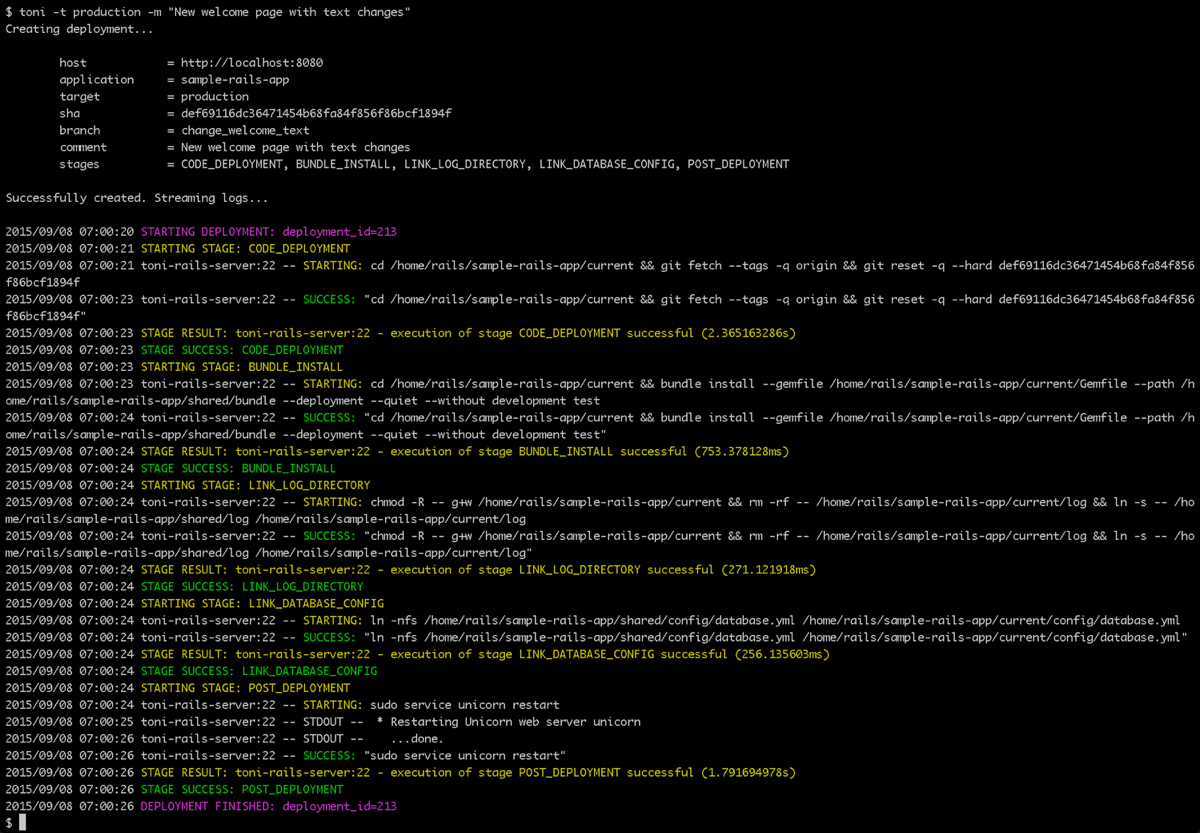 $ toni -t production -m "New welcome page with text changes"
Creating deployment...
host = http://localhost:8080
application = sample-rails-app
target = production
sha = def69116dc36471454b68fa84f856f86bcf1894f
branch = change_welcome_text
comment = New welcome page with text changes
stages = CODE_DEPLOYMENT, BUNDLE_INSTALL, LINK_LOG_DIRECTORY, LINK_DATABASE_CONFIG, POST_DEPLOYMENT
Successfully created. Streaming logs...
2015/09/08 07:00:20 STARTING DEPLOYMENT: deployment_id=213
2015/09/08 07:00:21 STARTING STAGE: CODE_DEPLOYMENT
2015/09/08 07:00:21 toni-rails-server:22 -- STARTING: cd /home/rails/sample-rails-app/current && git fetch --tags -q origin && git reset -q --hard def69116dc36471454b68fa84f856
f86bcf1894f
2015/09/08 07:00:23 toni-rails-server:22 -- SUCCESS: "cd /home/rails/sample-rails-app/current && git fetch --tags -q origin && git reset -q --hard def69116dc36471454b68fa84f856
f86bcf1894f"
2015/09/08 07:00:23 STAGE RESULT: toni-rails-server:22 - execution of stage CODE_DEPLOYMENT successful (2.365163286s)
2015/09/08 07:00:23 STAGE SUCCESS: CODE_DEPLOYMENT
2015/09/08 07:00:23 STARTING STAGE: BUNDLE_INSTALL
2015/09/08 07:00:23 toni-rails-server:22 -- STARTING: cd /home/rails/sample-rails-app/current && bundle install --gemfile /home/rails/sample-rails-app/current/Gemfile --path /h
ome/rails/sample-rails-app/shared/bundle --deployment --quiet --without development test
2015/09/08 07:00:24 toni-rails-server:22 -- SUCCESS: "cd /home/rails/sample-rails-app/current && bundle install --gemfile /home/rails/sample-rails-app/current/Gemfile --path /h
ome/rails/sample-rails-app/shared/bundle --deployment --quiet --without development test"
2015/09/08 07:00:24 STAGE RESULT: toni-rails-server:22 - execution of stage BUNDLE_INSTALL successful (753.378128ms)
2015/09/08 07:00:24 STAGE SUCCESS: BUNDLE_INSTALL
2015/09/08 07:00:24 STARTING STAGE: LINK_LOG_DIRECTORY
2015/09/08 07:00:24 toni-rails-server:22 -- STARTING: chmod -R -- g+w /home/rails/sample-rails-app/current && rm -rf -- /home/rails/sample-rails-app/current/log && ln -s -- /ho
me/rails/sample-rails-app/shared/log /home/rails/sample-rails-app/current/log
2015/09/08 07:00:24 toni-rails-server:22 -- SUCCESS: "chmod -R -- g+w /home/rails/sample-rails-app/current && rm -rf -- /home/rails/sample-rails-app/current/log && ln -s -- /ho
me/rails/sample-rails-app/shared/log /home/rails/sample-rails-app/current/log"
2015/09/08 07:00:24 STAGE RESULT: toni-rails-server:22 - execution of stage LINK_LOG_DIRECTORY successful (271.121918ms)
2015/09/08 07:00:24 STAGE SUCCESS: LINK_LOG_DIRECTORY
2015/09/08 07:00:24 STARTING STAGE: LINK_DATABASE_CONFIG
2015/09/08 07:00:24 toni-rails-server:22 -- STARTING: ln -nfs /home/rails/sample-rails-app/shared/config/database.yml /home/rails/sample-rails-app/current/config/database.yml
2015/09/08 07:00:24 toni-rails-server:22 -- SUCCESS: "ln -nfs /home/rails/sample-rails-app/shared/config/database.yml /home/rails/sample-rails-app/current/config/database.yml"
2015/09/08 07:00:24 STAGE RESULT: toni-rails-server:22 - execution of stage LINK_DATABASE_CONFIG successful (256.135603ms)
2015/09/08 07:00:24 STAGE SUCCESS: LINK_DATABASE_CONFIG
2015/09/08 07:00:24 STARTING STAGE: POST_DEPLOYMENT
2015/09/08 07:00:24 toni-rails-server:22 -- STARTING: sudo service unicorn restart
2015/09/08 07:00:25 toni-rails-server:22 -- STDOUT --  * Restarting Unicorn web server unicorn
2015/09/08 07:00:26 toni-rails-server:22 -- STDOUT --    ...done.
2015/09/08 07:00:26 toni-rails-server:22 -- SUCCESS: "sudo service unicorn restart"
2015/09/08 07:00:26 STAGE RESULT: toni-rails-server:22 - execution of stage POST_DEPLOYMENT successful (1.791694978s)
2015/09/08 07:00:26 STAGE SUCCESS: POST_DEPLOYMENT
2015/09/08 07:00:26 DEPLOYMENT FINISHED: deployment_id=213
$